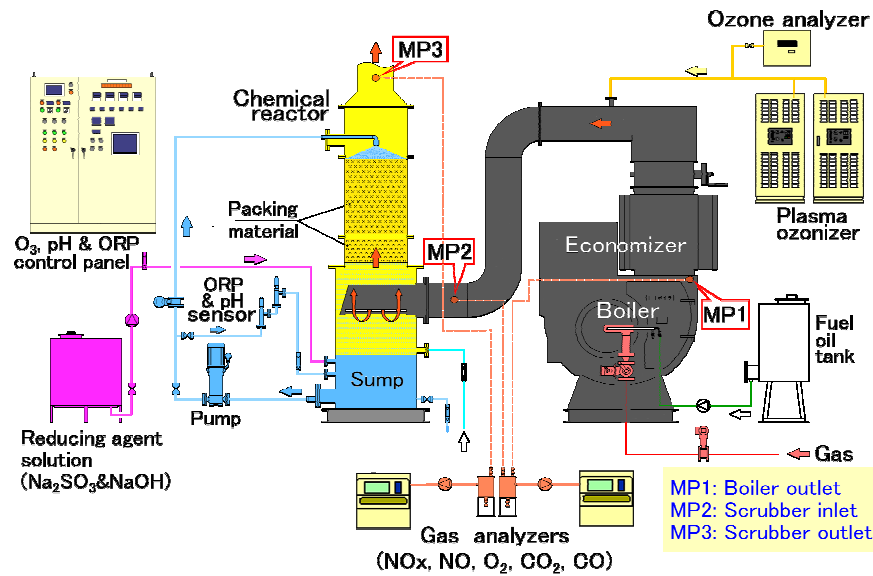 Ozone analyzer
MP3
Chemical
reactor
Packing
material
O3, pH & ORP
control panel
ORP
& pH
sensor
MP2
Economizer
Plasma
ozonizer
MP1
Boiler
Fuel
oil
tank
Sump
Pump
Reducing agent
solution
(Na2SO3&NaOH)
Gas
Gas analyzers
(NOx, NO, O2, CO2, CO)
MP1: Boiler outlet
MP2: Scrubber inlet
MP3: Scrubber outlet